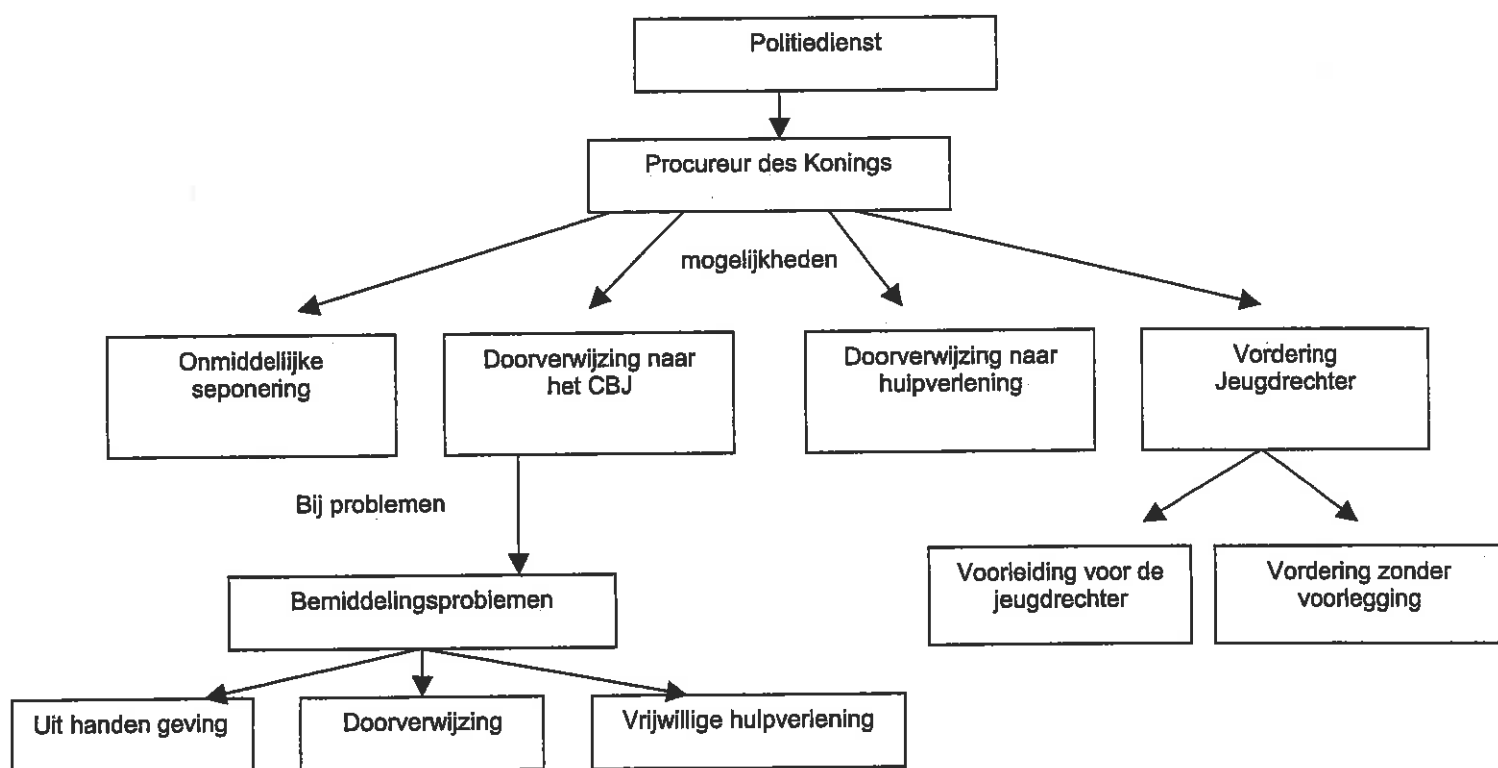 Politiedienst
Procureur des Konings
mogelijkheden
Onmiddellijke
seponering
Doorverwijzing naar
het CBJ
Doorverwijzing naar
hulpverlening
Vordering
Jeugdrechter
Bij problemen
Voorleiding voor de
jeugdrechter
Vordering zonder
voorlegging
Bemiddelingsproblemen
Uit handen geving
Doorverwijzing
Vrijwillige hulpverlening